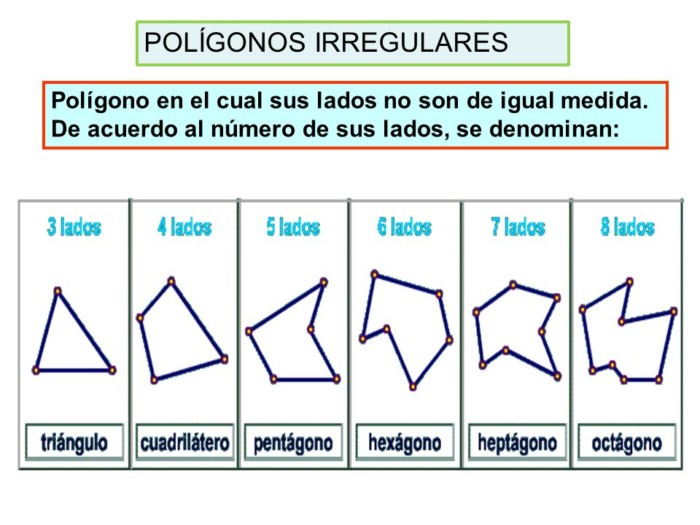 POLÍGONOS IRREGULARES
Polígono en el cual sus lados no son de igual medida.
De acuerdo al número de sus lados, se denominan:
3 lados
4 lados
5 lados
6 lados
7 lados
8 lados
triángulo
cuadrilátero
pentágono
hexágono
heptágono
octágono